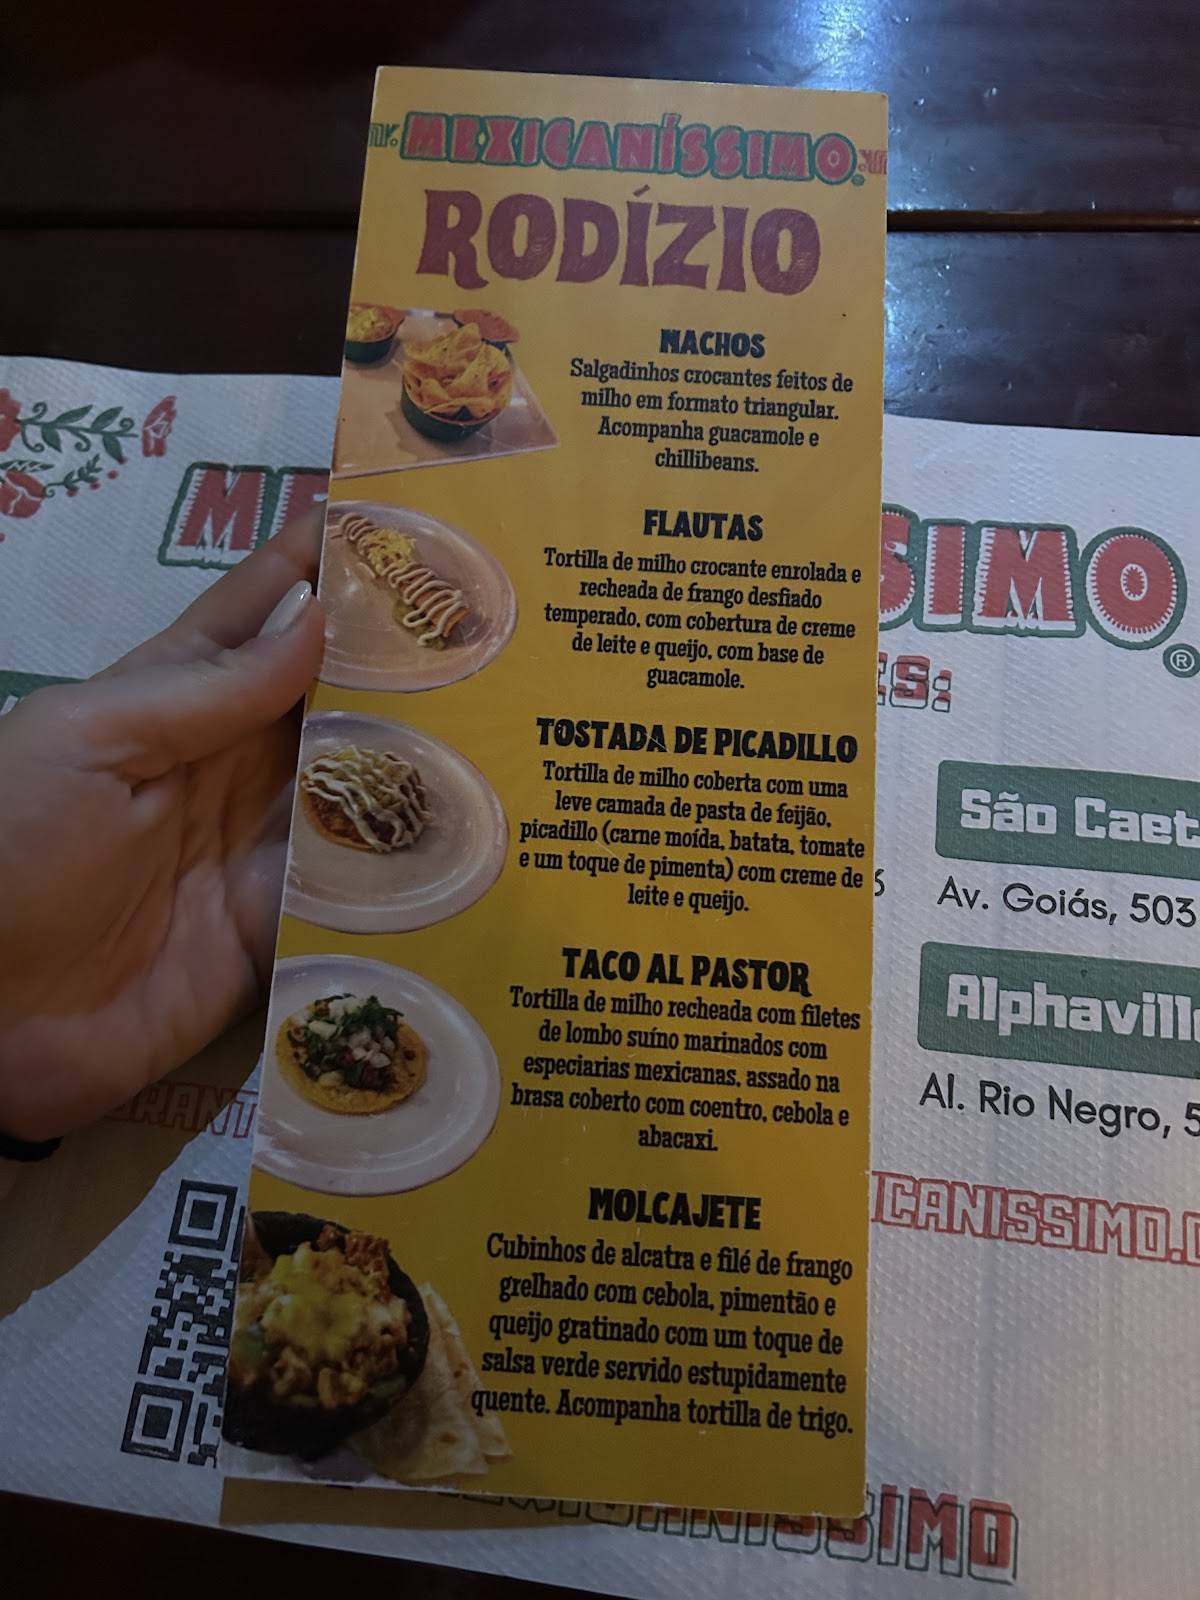 MEXICANÍSSIMO
RODÍZIO
NACHOS
Salgadinhos crocantes feitos de
milho em formato triangular.
Acompanha guacamole e
chillibeans.
FLAUTAS
Tortilla de milho crocante enrolada e
recheada de frango desfiado
temperado, com cobertura de creme
de leite e queijo, com base de
guacamole.
TOSTADA DE PICADILLO
Tortilla de milho coberta com uma
leve camada de pasta de feijão,
picadillo (carne moída, batata, tomate
e um toque de pimenta) com creme de
leite e queijo.
TACO AL PASTOR
Tortilla de milho recheada com filetes
de lombo suíno marinados com
especiarias mexicanas, assado na
brasa coberto com coentro, cebola e
abacaxi.
MOLCAJETE
Cubinhos de alcatra e filé de frango
grelhado com cebola, pimentão e
queijo gratinado com um toque de
salsa verde servido estupidamente
quente. Acompanha tortilla de trigo.
SIMO®
ES:
São Caet
Av. Goiás, 503
Alphavill
Al. Rio Negro, 5
ICANISSIMO.